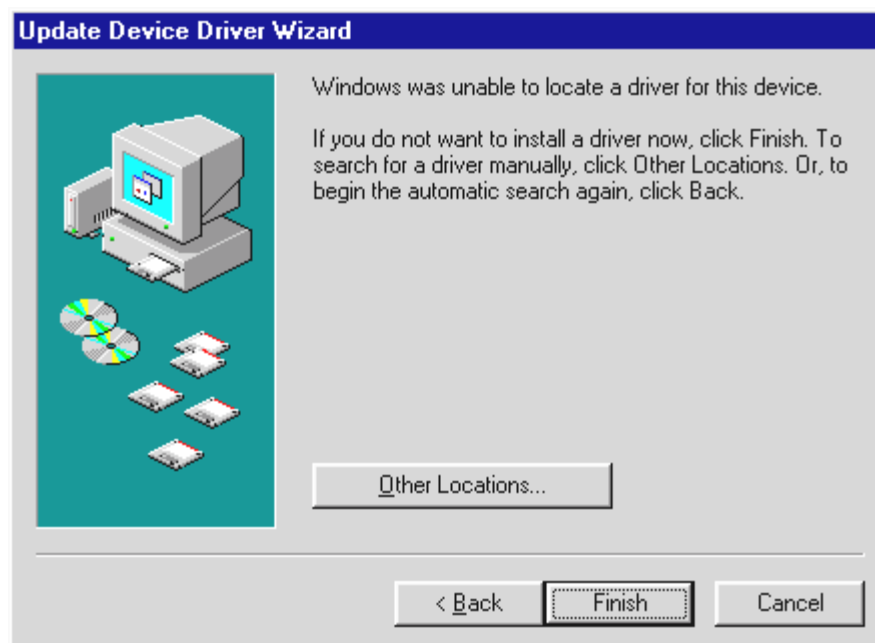 Update Device Driver Wizard
Windows was unable to locate a driver for this device.
If you do not want to install a driver now, click Finish. To
search for a driver manually, click Other Locations. Or, to
begin the automatic search again, click Back.
Other Locations...
< Back
Finish
Cancel